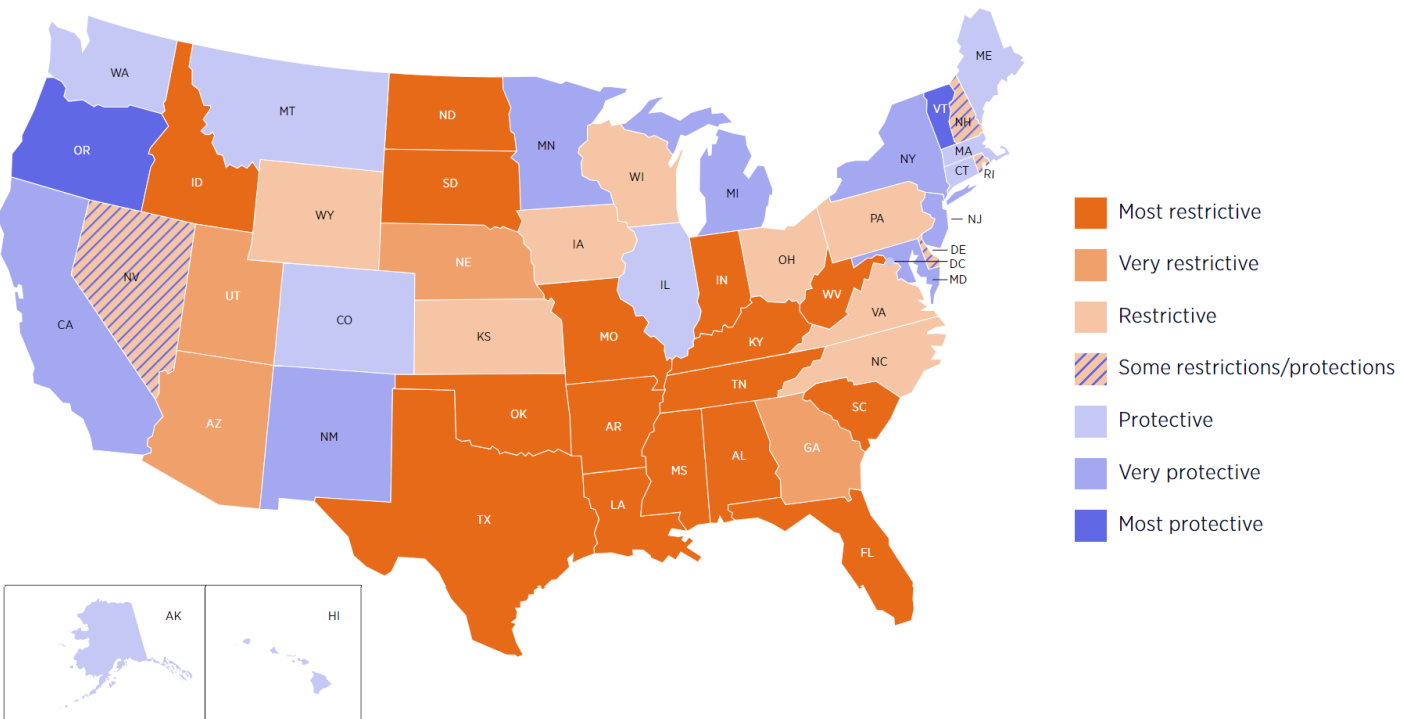 WA
MT
ND
MN
ME
VT
NH
OR
ID
SD
WI
MI
NY
MA
CT
RI
WY
IA
PA
NJ
NE
OH
DE
DC
MD
NV
UT
CO
KS
IL
IN
WV
VA
CA
MO
KY
NC
AZ
NM
OK
AR
TN
SC
MS
AL
GA
TX
LA
FL
AK
HI
Most restrictive
Very restrictive
Restrictive
Some restrictions/protections
Protective
Very protective
Most protective